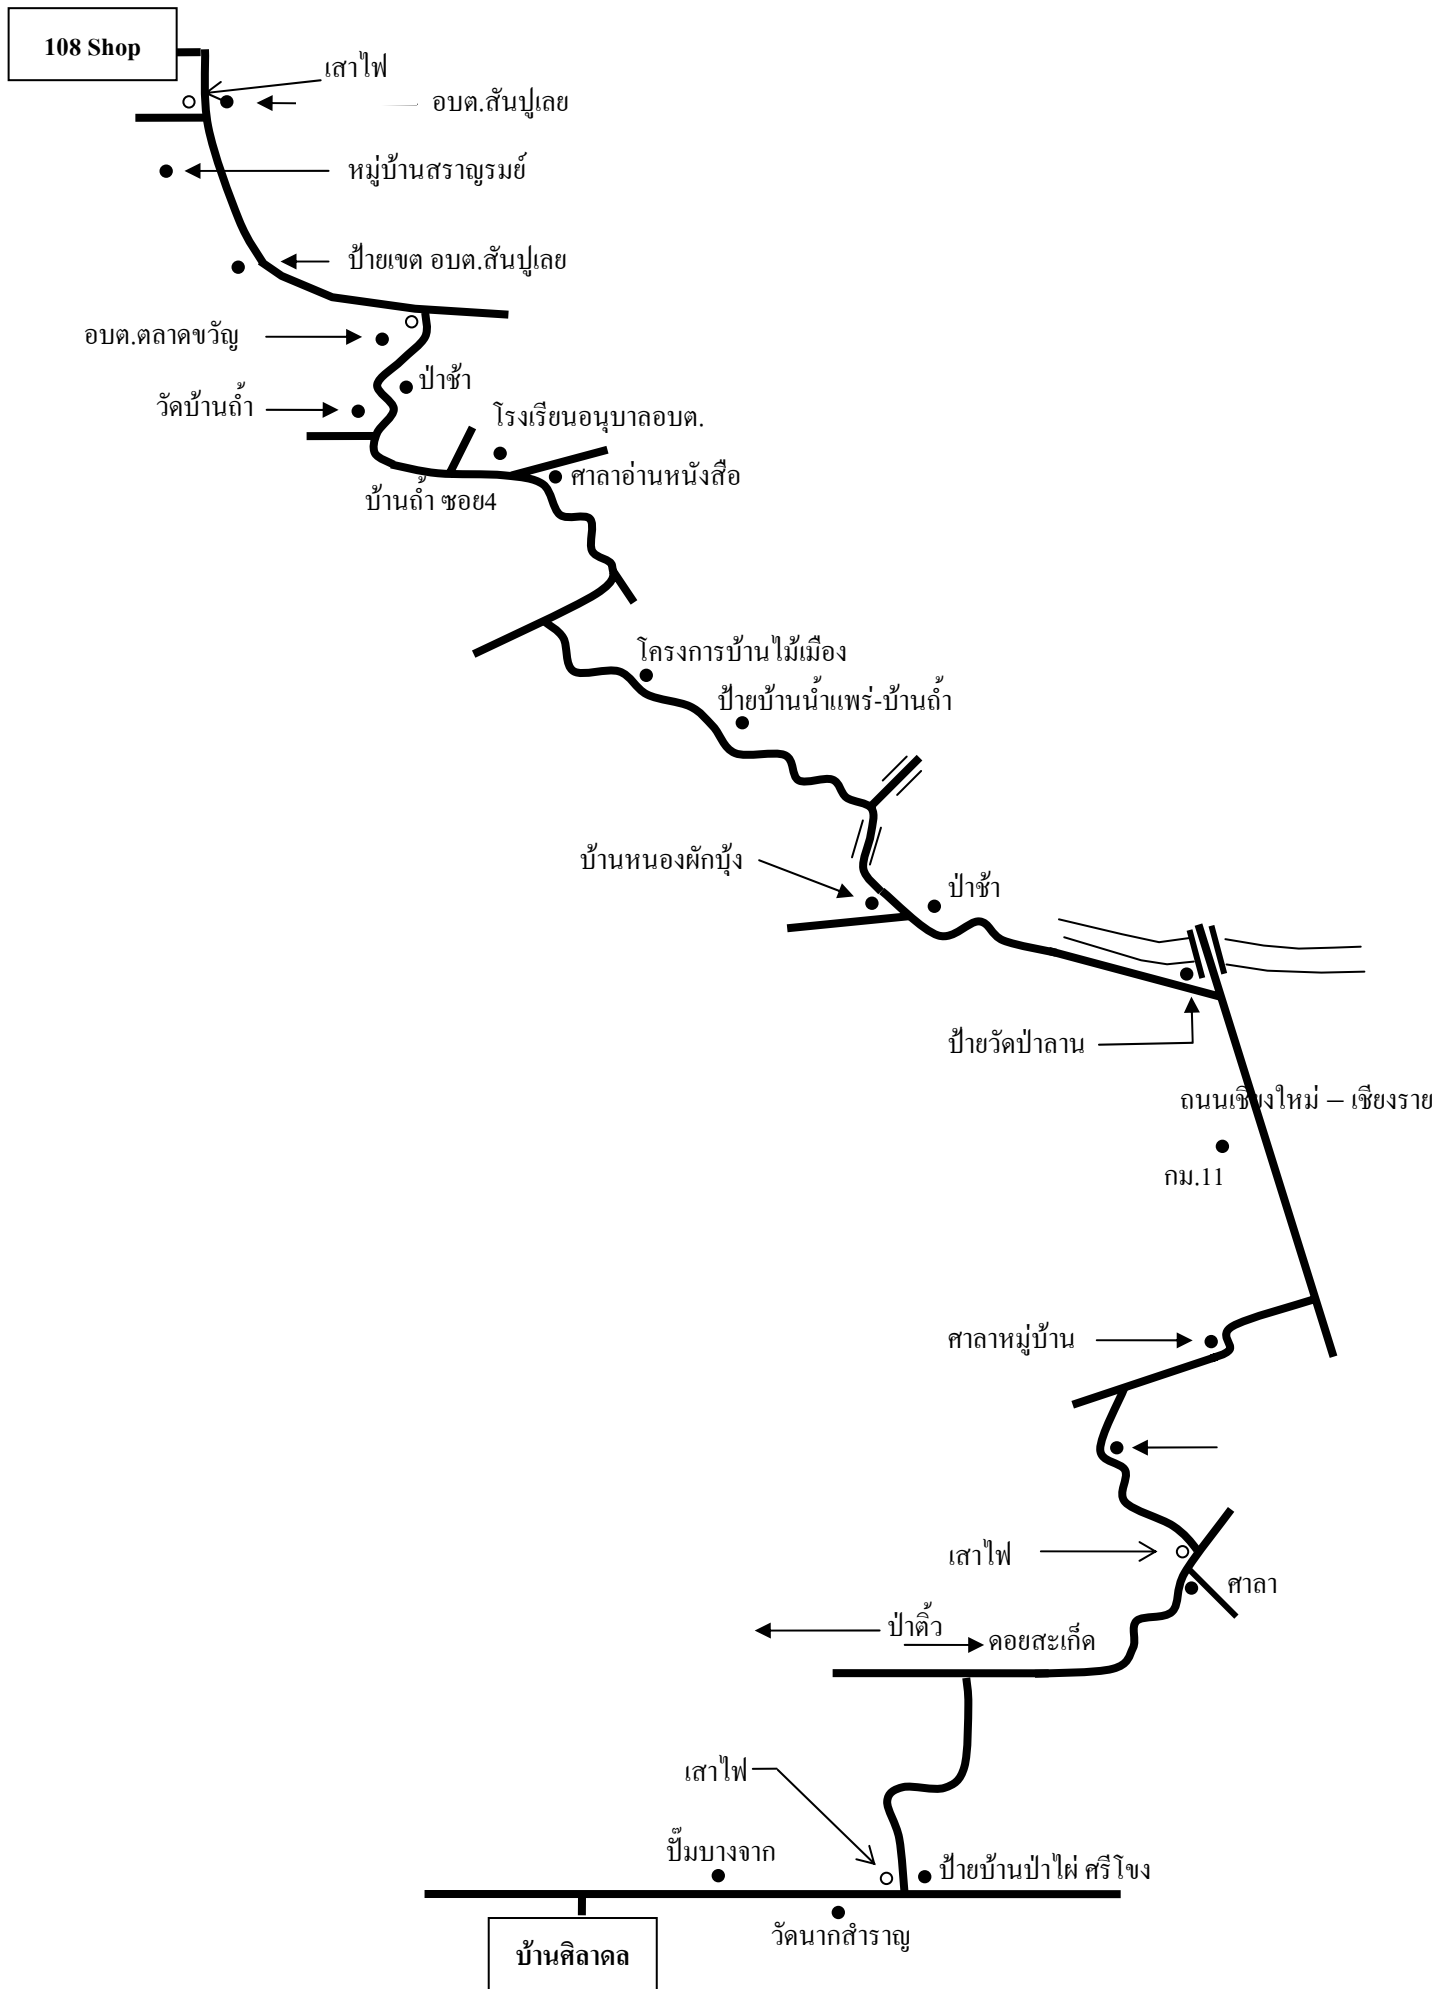 108 Shop
เสาไฟ
อบต.สันปูเลย
หมู่บ้านสราญรมย์
ป้ายเขต อบต.สันปูเลย
อบต.ตลาดขวัญ
ป่าช้า
วัดบ้านถ้ำ
โรงเรียนอนุบาลอบต.
ศาลาอ่านหนังสือ
บ้านถ้ำ ซอย4
โครงการบ้านไม้เมือง
ป้ายบ้านน้ำแพร่-บ้านถ้ำ
บ้านหนองผักบุ้ง
ป่าช้า
ป้ายวัดป่าลาน
ถนนเชียงใหม่ – เชียงราย
กม.11
ศาลาหมู่บ้าน
เสาไฟ
ศาลา
ป่าติ้ว
ดอยสะเก็ด
เสาไฟ
ปั๊มบางจาก
ป้ายบ้านป่าไผ่ ศรีโขง
วัดนากสำราญ
บ้านศิลาดล